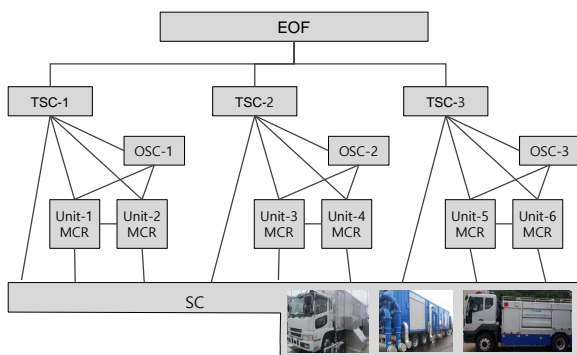 EOF
TSC-1
TSC-2
TSC-3
OSC-1
OSC-2
OSC-3
Unit-1
MCR
Unit-2
MCR
Unit-3
MCR
Unit-4
MCR
Unit-5
MCR
Unit-6
MCR
SC